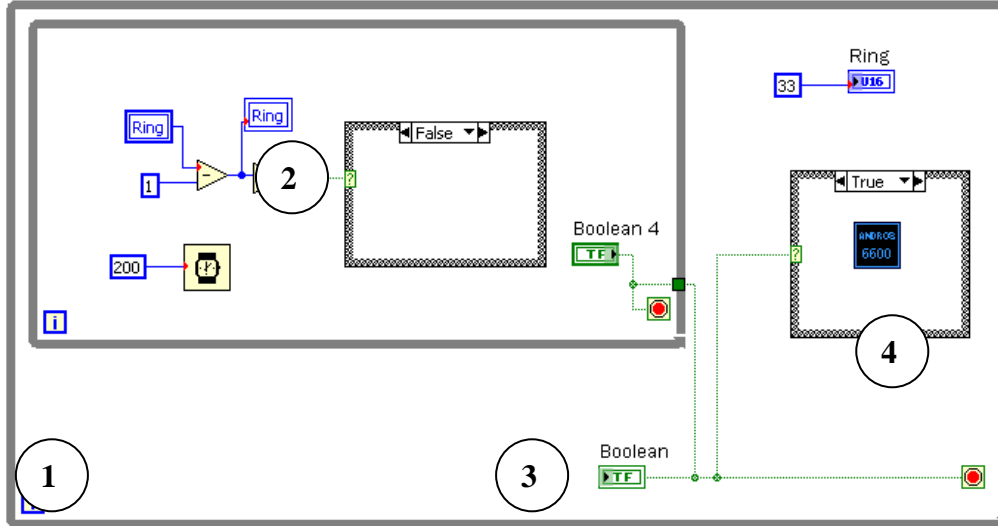 Ring
33
U16
Ring
Ring
False
1
2
?
True
ANDROS
6600
?
Boolean 4
TF
200
i
4
Boolean
1
3
TF